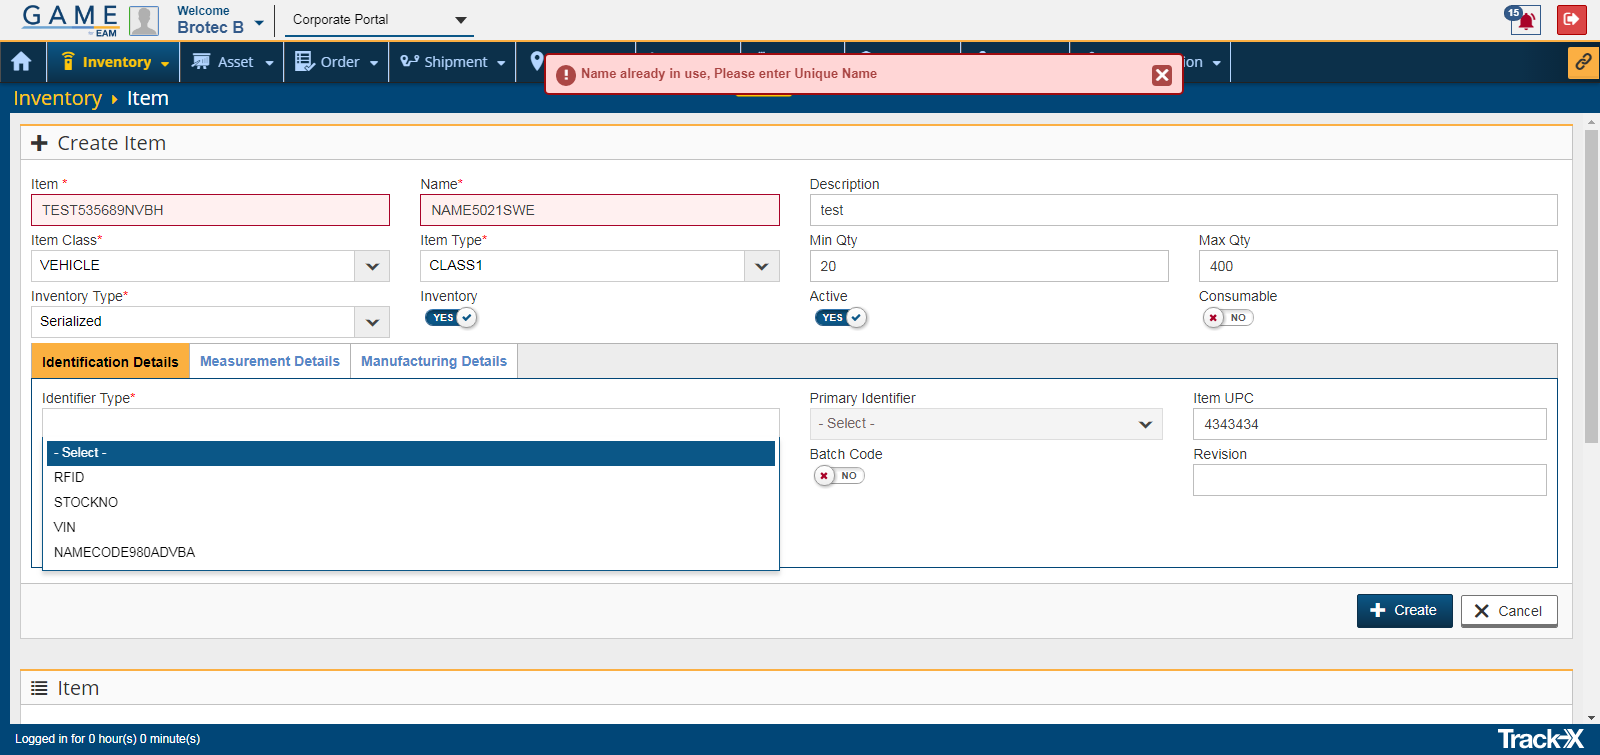 GAME
by EAM
Welcome
Brotec B
Corporate Portal
15
Inventory
Asset
Order
Shipment
ion
Name already in use, Please enter Unique Name
Inventory Item
Create Item
Item *
Name*
Description
TEST535689NVBH
NAME5021SWE
test
Item Class*
Item Type*
Min Qty
Max Qty
VEHICLE
CLASS1
20
400
Inventory Type*
Inventory
Active
Consumable
Serialized
YES
YES
NO
Identification Details
Measurement Details
Manufacturing Details
Identifier Type*
Primary Identifier
Item UPC
- Select -
4343434
- Select -
Batch Code
Revision
RFID
NO
STOCKNO
VIN
NAMECODE980ADVBA
Create
Cancel
Item
Logged in for 0 hour(s) 0 minute(s)
Track-X